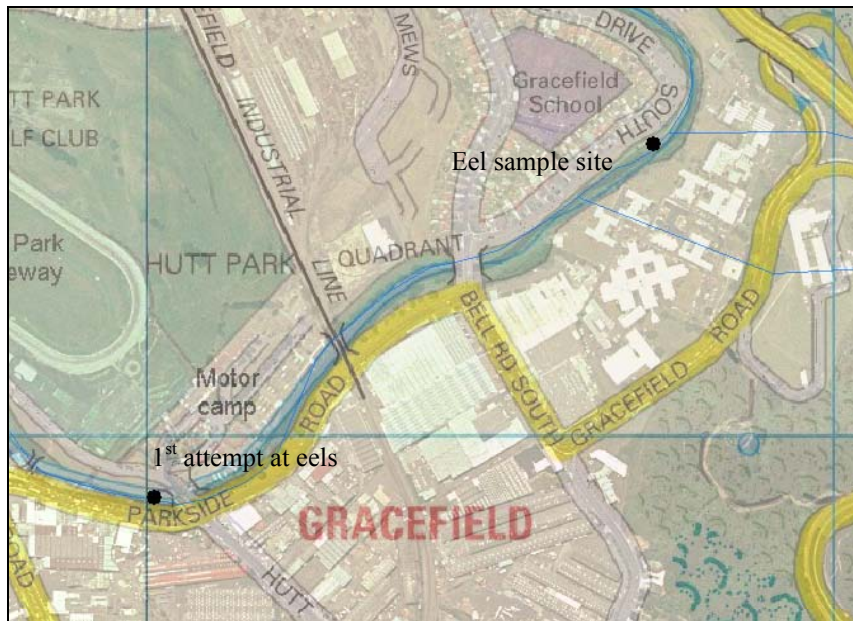 DRIVE
MEWS
EFIELD
INDUSTRIAL
LINE
TT PARK
LF CLUB
Gracefield
School
SOUTH
Eel sample site
Park
eway
HUTT PARK
QUADRANT
BELL RD SOUTH
ROAD
GRACEFIELD
Motor
camp
ROAD
1st attempt at eels
PARKSIDE
GRACEFIELD
ROAD
HUTT